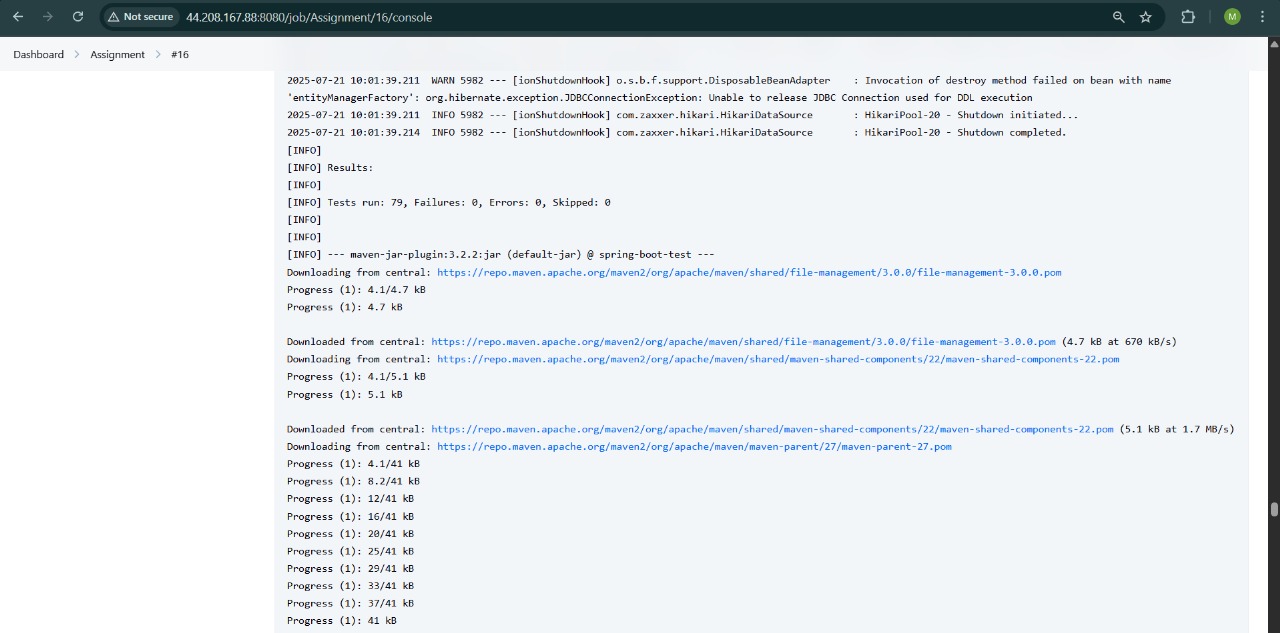 Not secure 44.208.167.88:8080/job/Assignment/16/console M
Dashboard > Assignment > #16
2025-07-21 10:01:39.211  WARN 5982 --- [ionShutdownHook] o.s.b.f.support.DisposableBeanAdapter    : Invocation of destroy method failed on bean with name
'entityManagerFactory': org.hibernate.exception.JDBCConnectionException: Unable to release JDBC Connection used for DDL execution
2025-07-21 10:01:39.211  INFO 5982 --- [ionShutdownHook] com.zaxxer.hikari.HikariDataSource       : HikariPool-20 - Shutdown initiated...
2025-07-21 10:01:39.214  INFO 5982 --- [ionShutdownHook] com.zaxxer.hikari.HikariDataSource       : HikariPool-20 - Shutdown completed.
[INFO]
[INFO] Results:
[INFO]
[INFO] Tests run: 79, Failures: 0, Errors: 0, Skipped: 0
[INFO]
[INFO]
[INFO] --- maven-jar-plugin:3.2.2:jar (default-jar) @ spring-boot-test ---
Downloading from central: https://repo.maven.apache.org/maven2/org/apache/maven/shared/file-management/3.0.0/file-management-3.0.0.pom
Progress (1): 4.1/4.7 kB
Progress (1): 4.7 kB
Downloaded from central: https://repo.maven.apache.org/maven2/org/apache/maven/shared/file-management/3.0.0/file-management-3.0.0.pom (4.7 kB at 670 kB/s)
Downloading from central: https://repo.maven.apache.org/maven2/org/apache/maven/shared/maven-shared-components/22/maven-shared-components-22.pom
Progress (1): 4.1/5.1 kB
Progress (1): 5.1 kB
Downloaded from central: https://repo.maven.apache.org/maven2/org/apache/maven/shared/maven-shared-components/22/maven-shared-components-22.pom (5.1 kB at 1.7 MB/s)
Downloading from central: https://repo.maven.apache.org/maven2/org/apache/maven/maven-parent/27/maven-parent-27.pom
Progress (1): 4.1/41 kB
Progress (1): 8.2/41 kB
Progress (1): 12/41 kB
Progress (1): 16/41 kB
Progress (1): 20/41 kB
Progress (1): 25/41 kB
Progress (1): 29/41 kB
Progress (1): 33/41 kB
Progress (1): 37/41 kB
Progress (1): 41 kB